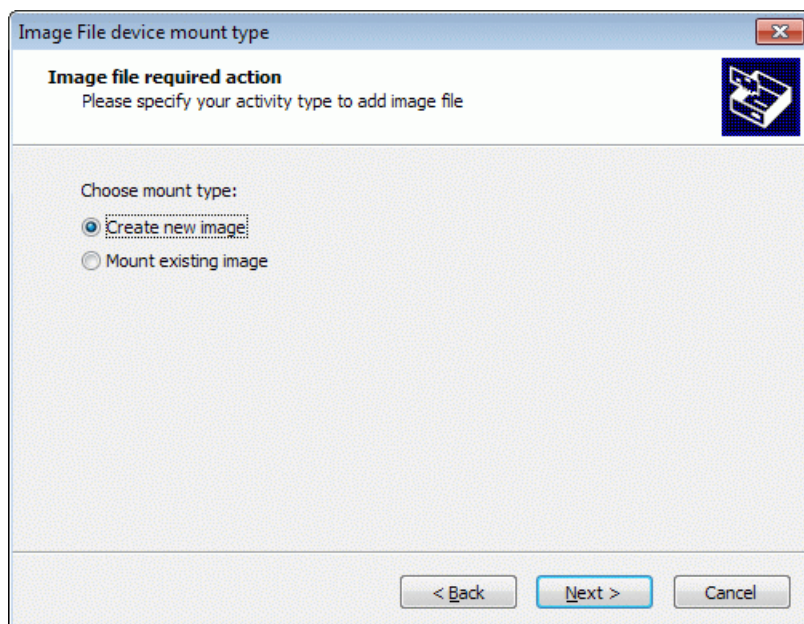 Image File device mount type
Image file required action
Please specify your activity type to add image file
Choose mount type:
Create new image
Mount existing image
< Back Next > Cancel